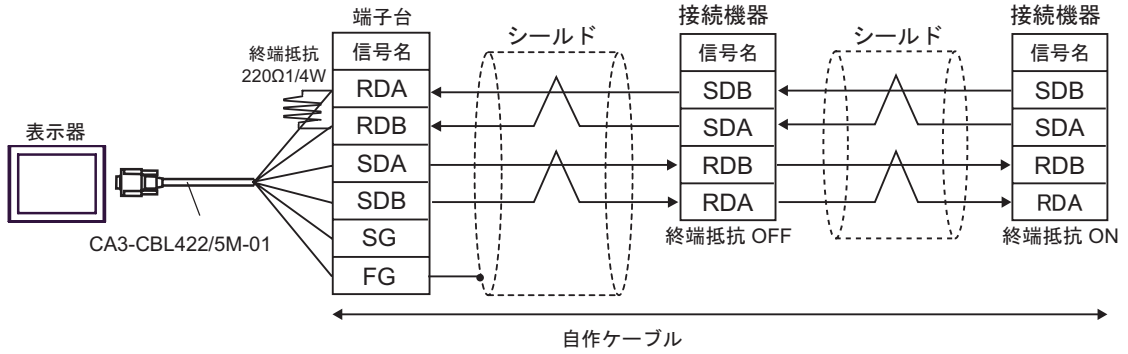 端子台
接続機器
接続機器
シールド
シールド
終端抵抗
220Ω1/4W
信号名
信号名
信号名
RDA
SDB
SDB
RDB
SDA
SDA
表示器
SDA
RDB
RDB
SDB
RDA
RDA
CA3-CBL422/5M-01
SG
終端抵抗 OFF
終端抵抗 ON
FG
自作ケーブル